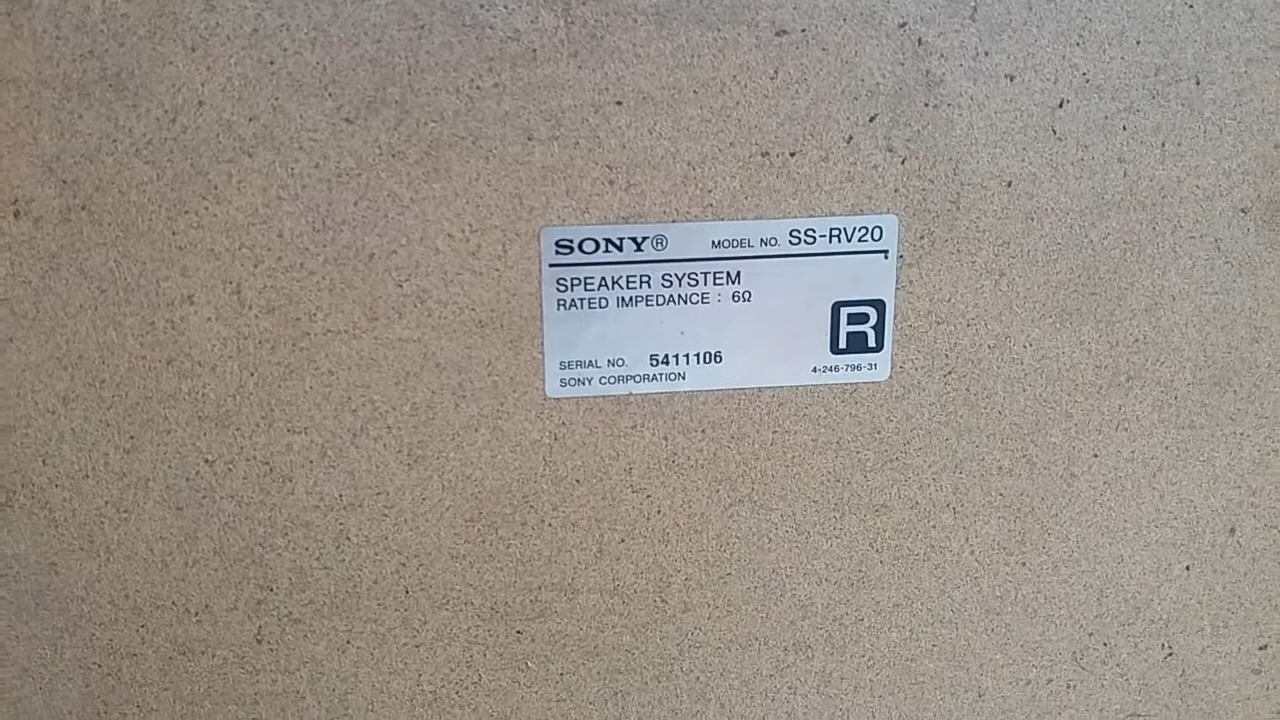 SONY® MODEL NO. SS-RV20
SPEAKER SYSTEM
RATED IMPEDANCE : 6Ω
R
SERIAL NO. 5411106
SONY CORPORATION
4-246-796-31